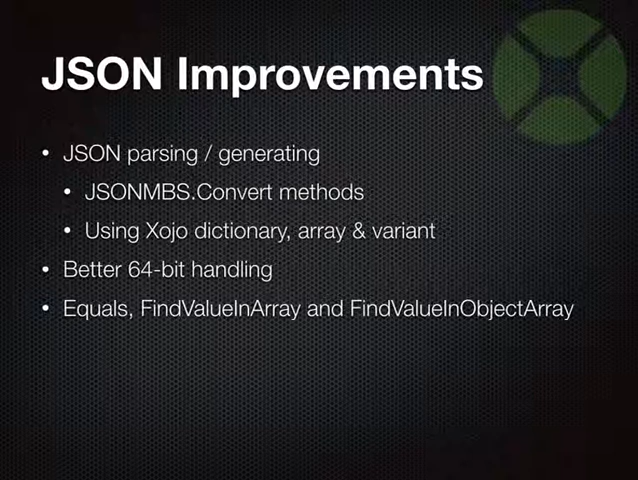 JSON Improvements
• JSON parsing / generating
• JSONMBS.Convert methods
• Using Xojo dictionary, array & variant
• Better 64-bit handling
• Equals, FindValueInArray and FindValueInObjectArray